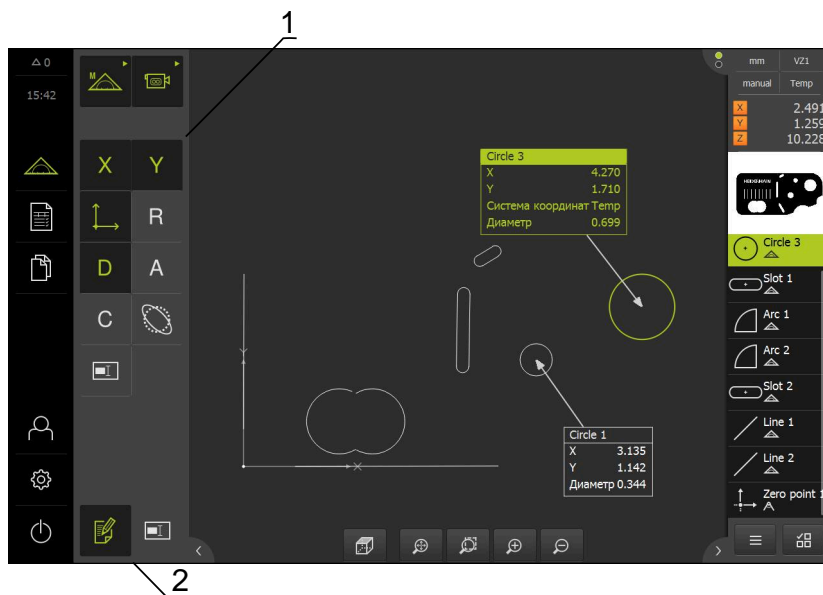 1
0
15:42
M
X Y
R
D A
C
Circle 3
X 4.270
Y 1.710
Система координат Temp
Диаметр 0.699
Y
X
Circle 1
X 3.135
Y 1.142
Диаметр 0.344
mm VZ1
manual Temp
X 2.491
Y 1.259
Z 10.228
HEIDENHAIN
Circle 3
Slot 1
Arc 1
Arc 2
Slot 2
Line 1
Line 2
Zero point 1
2